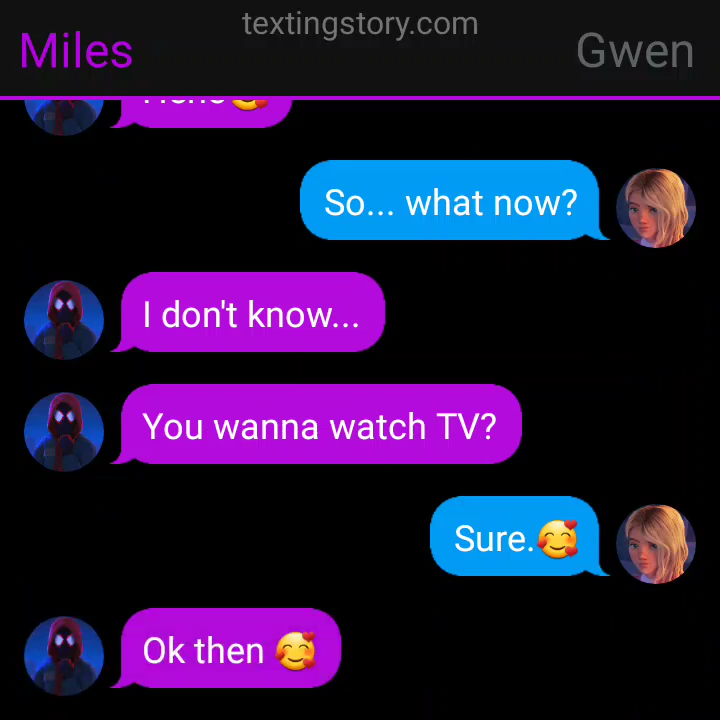 textingstory.com
Miles
Gwen
So... what now?
I don't know...
You wanna watch TV?
Sure.🥰
Ok then 🥰